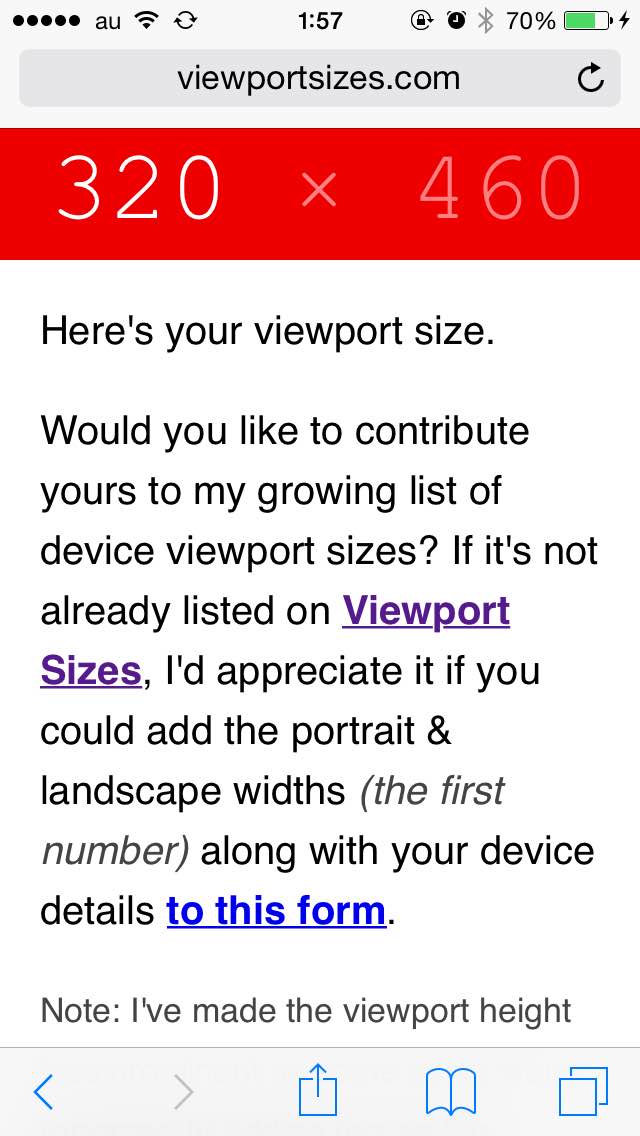 au 1:57 70%
viewportsizes.com
320 × 460
Here's your viewport size.
Would you like to contribute
yours to my growing list of
device viewport sizes? If it's not
already listed on Viewport
Sizes, I'd appreciate it if you
could add the portrait &
landscape widths (the first
number) along with your device
details to this form.
Note: I've made the viewport height